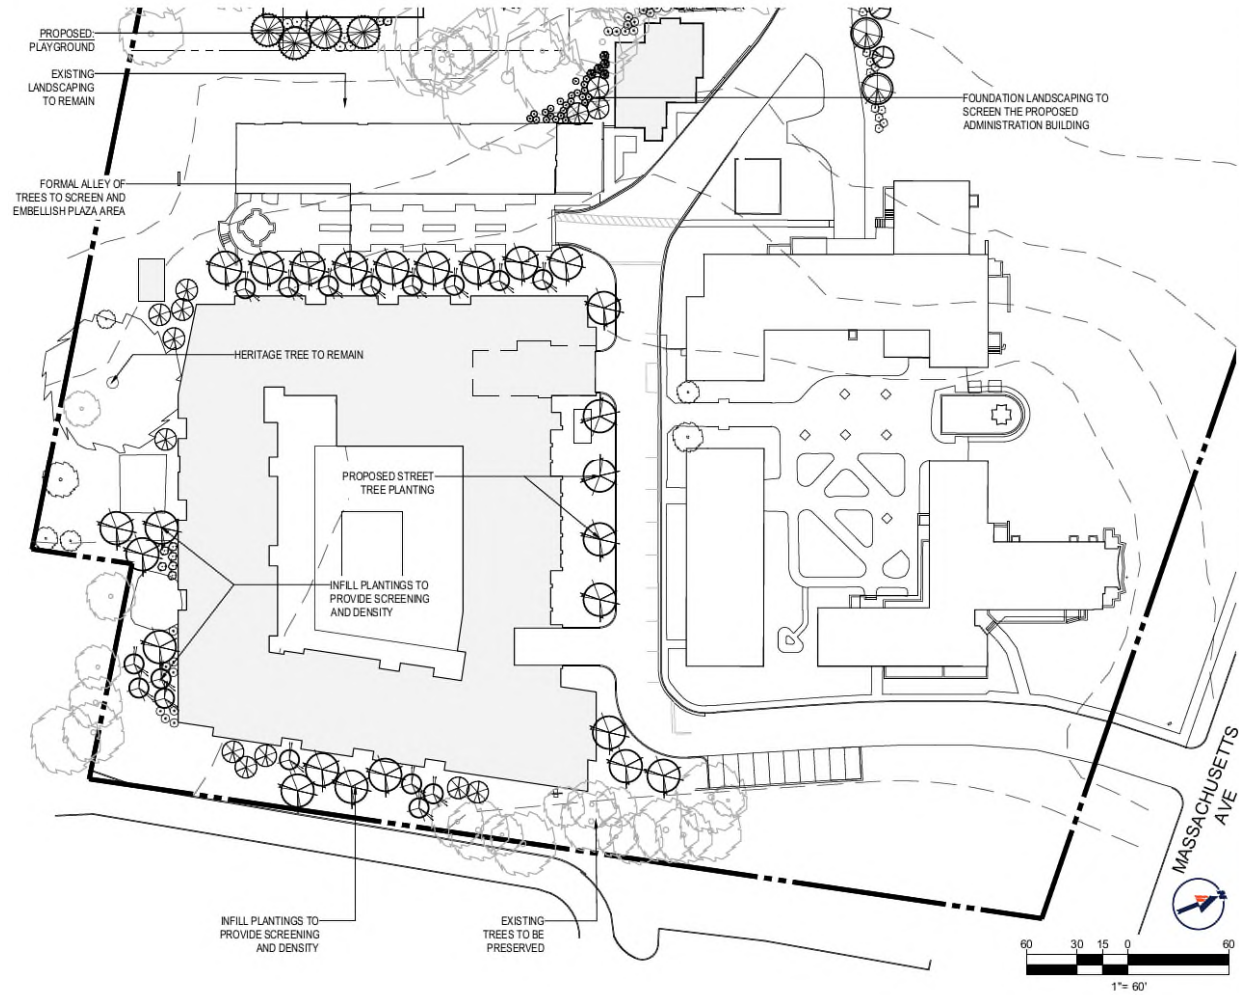 PROPOSED:
PLAYGROUND
EXISTING
LANDSCAPING
TO REMAIN
FOUNDATION LANDSCAPING TO
SCREEN THE PROPOSED
ADMINISTRATION BUILDING
FORMAL ALLEY OF
TREES TO SCREEN AND
EMBELLISH PLAZA AREA
HERITAGE TREE TO REMAIN
PROPOSED STREET
TREE PLANTING
INFILL PLANTINGS TO
PROVIDE SCREENING
AND DENSITY
MASSACHUSETTS
AVE
INFILL PLANTINGS TO
PROVIDE SCREENING
AND DENSITY
EXISTING
TREES TO BE
PRESERVED
N
60 30 15 0 60
1"= 60'